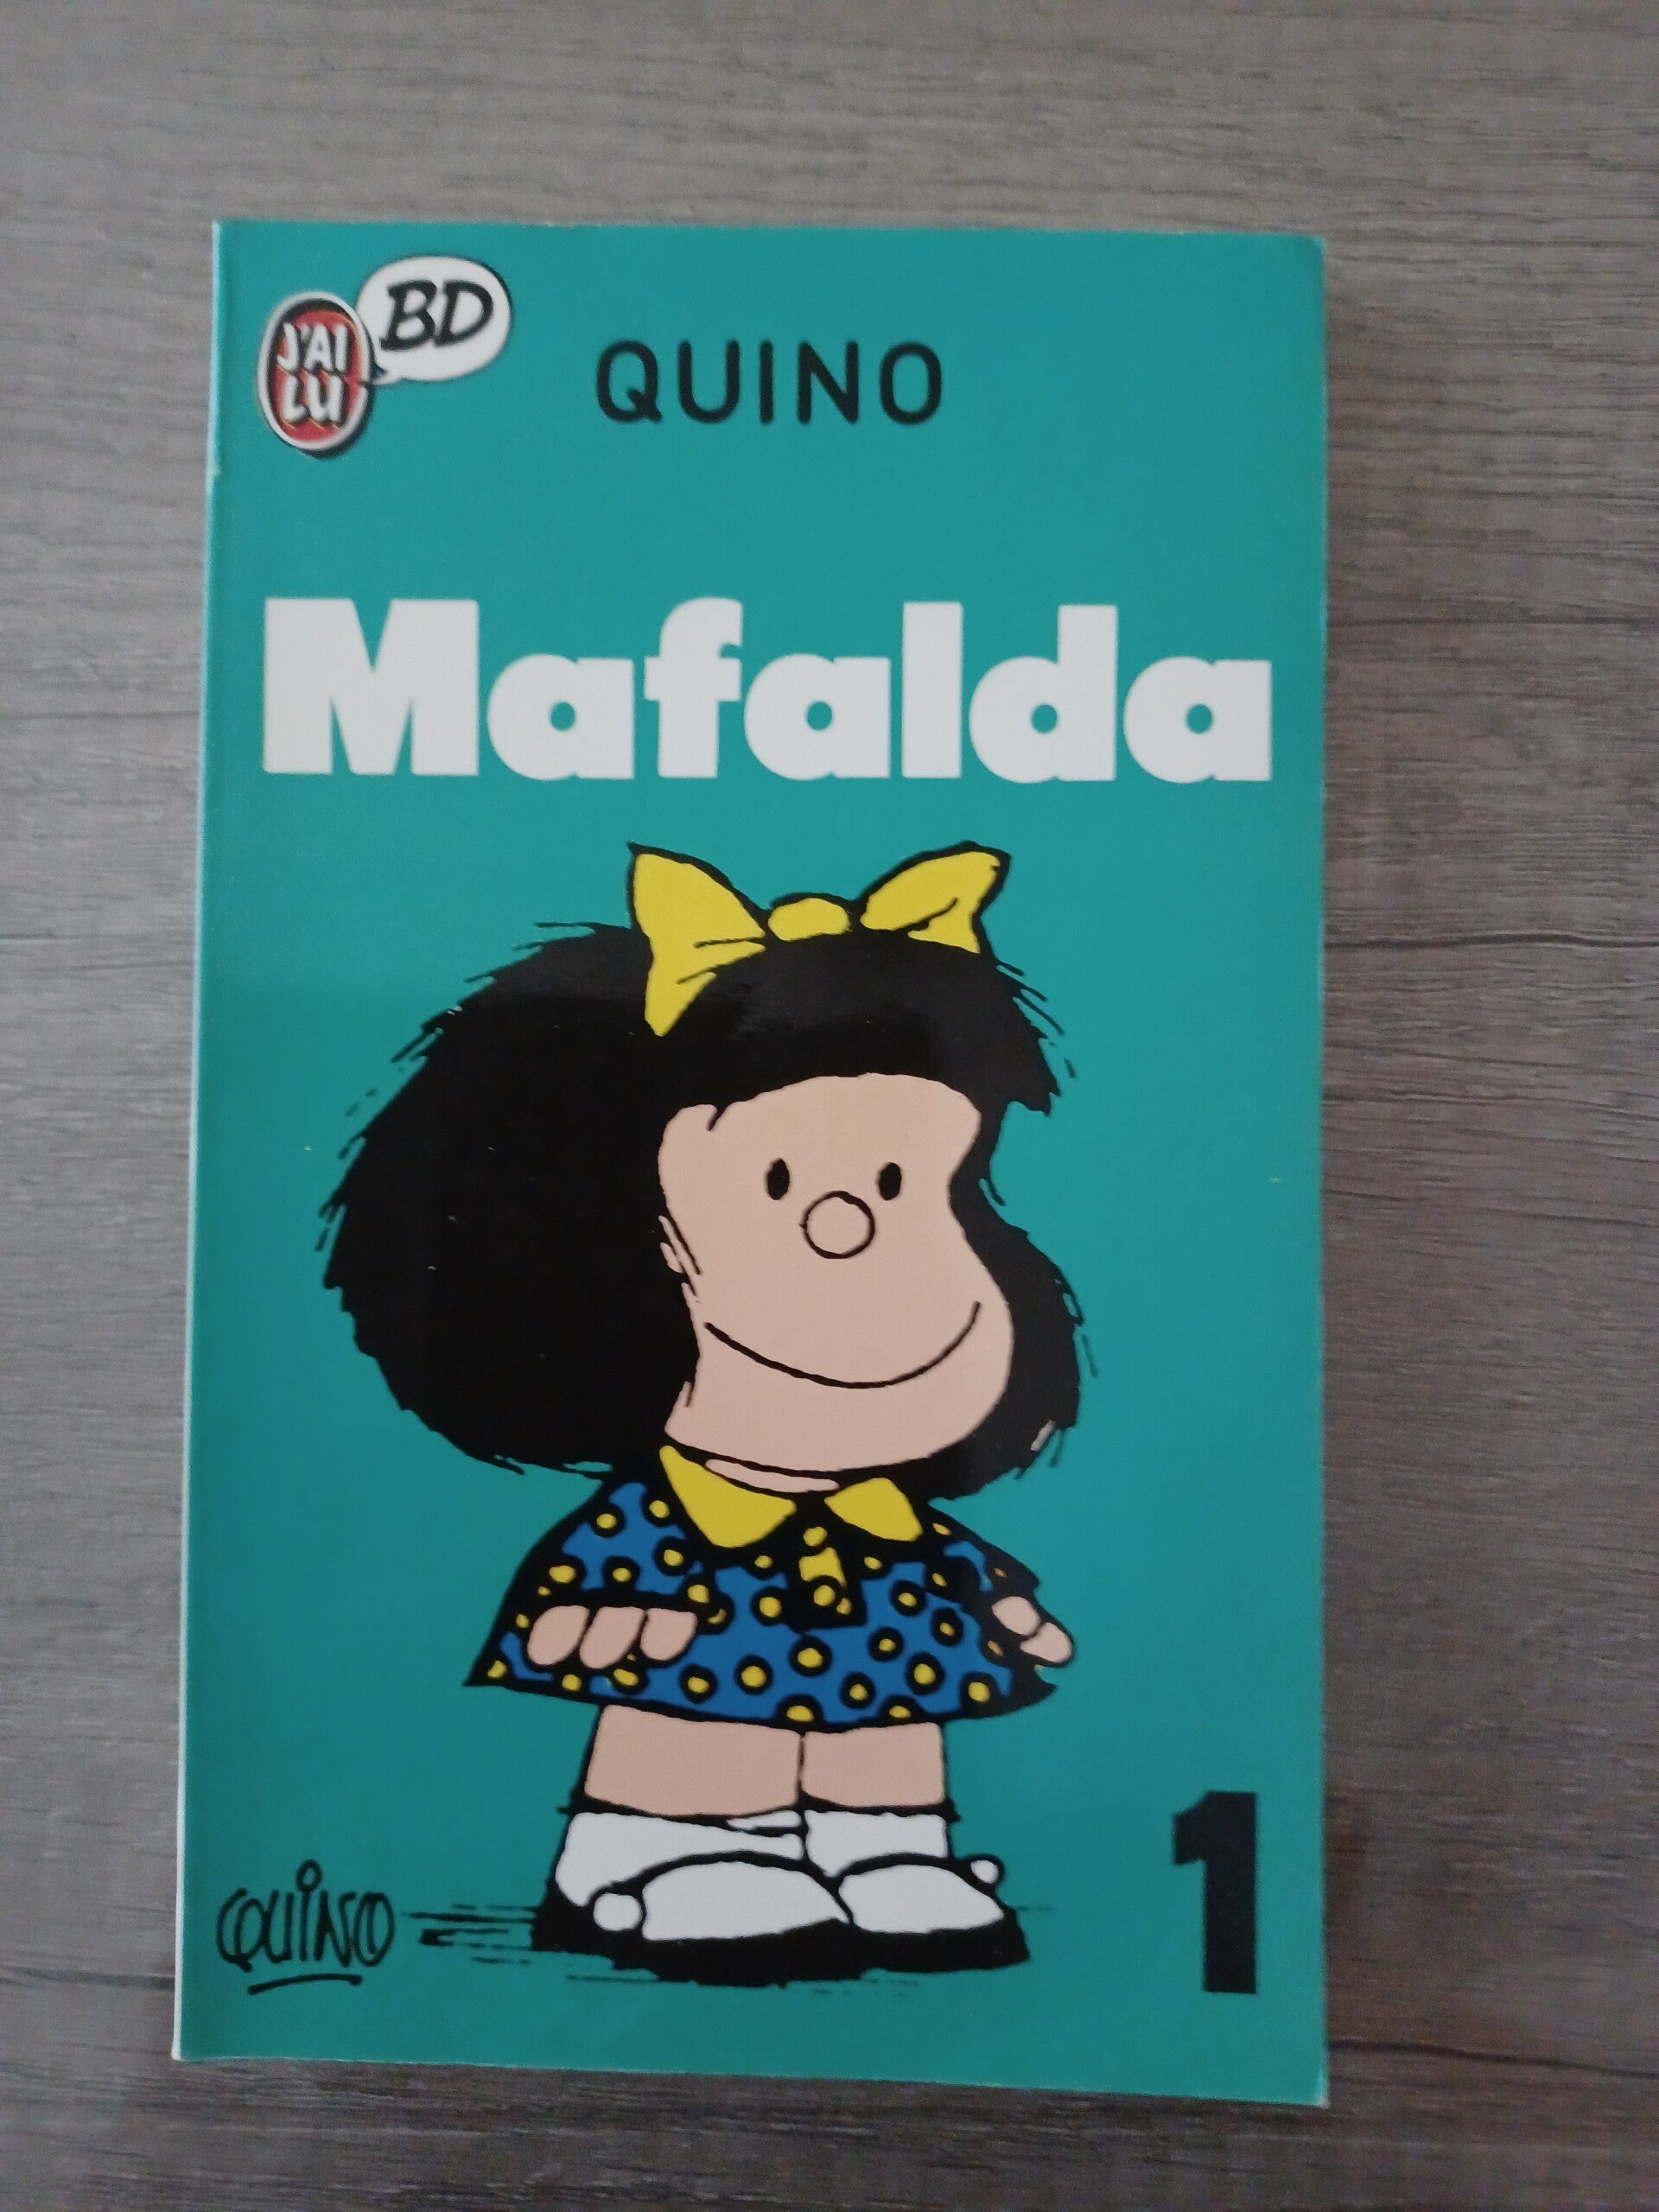 J'AI
LU
BD
QUINO
Mafalda
QUINO
1